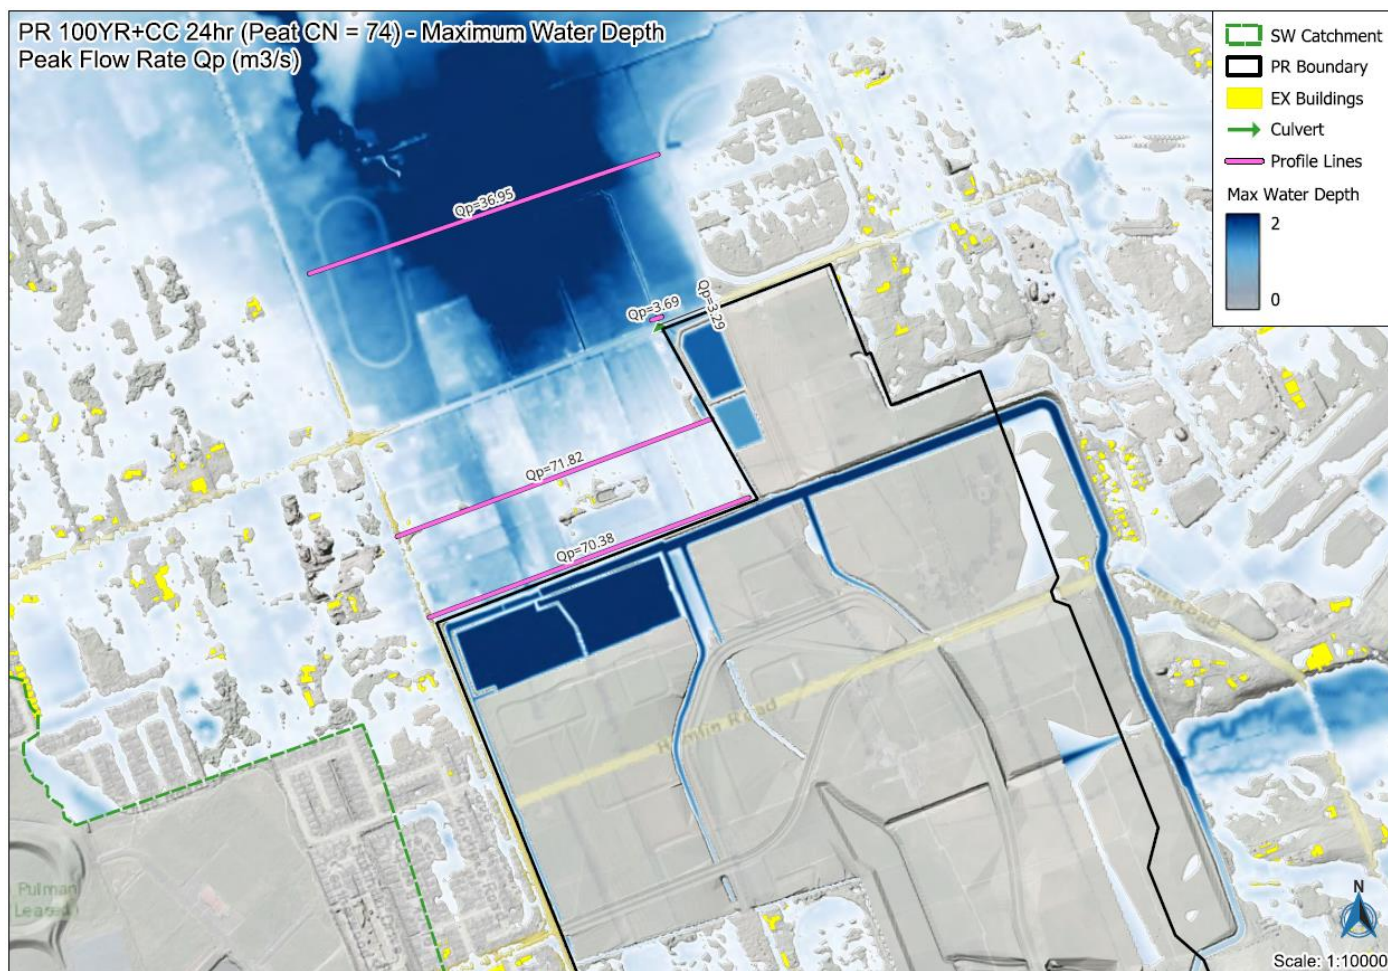 PR 100YR+CC 24hr (Peat CN = 74) - Maximum Water Depth
Peak Flow Rate Qp (m3/s)
SW Catchment
PR Boundary
EX Buildings
Culvert
Profile Lines
Max Water Depth
2
0
Qp=36.95
Qp=3.69
Qp=3.29
Qp=71.82
Qp=70.38
Road
Hamlin Road
Pulman
N
Scale: 1:10000